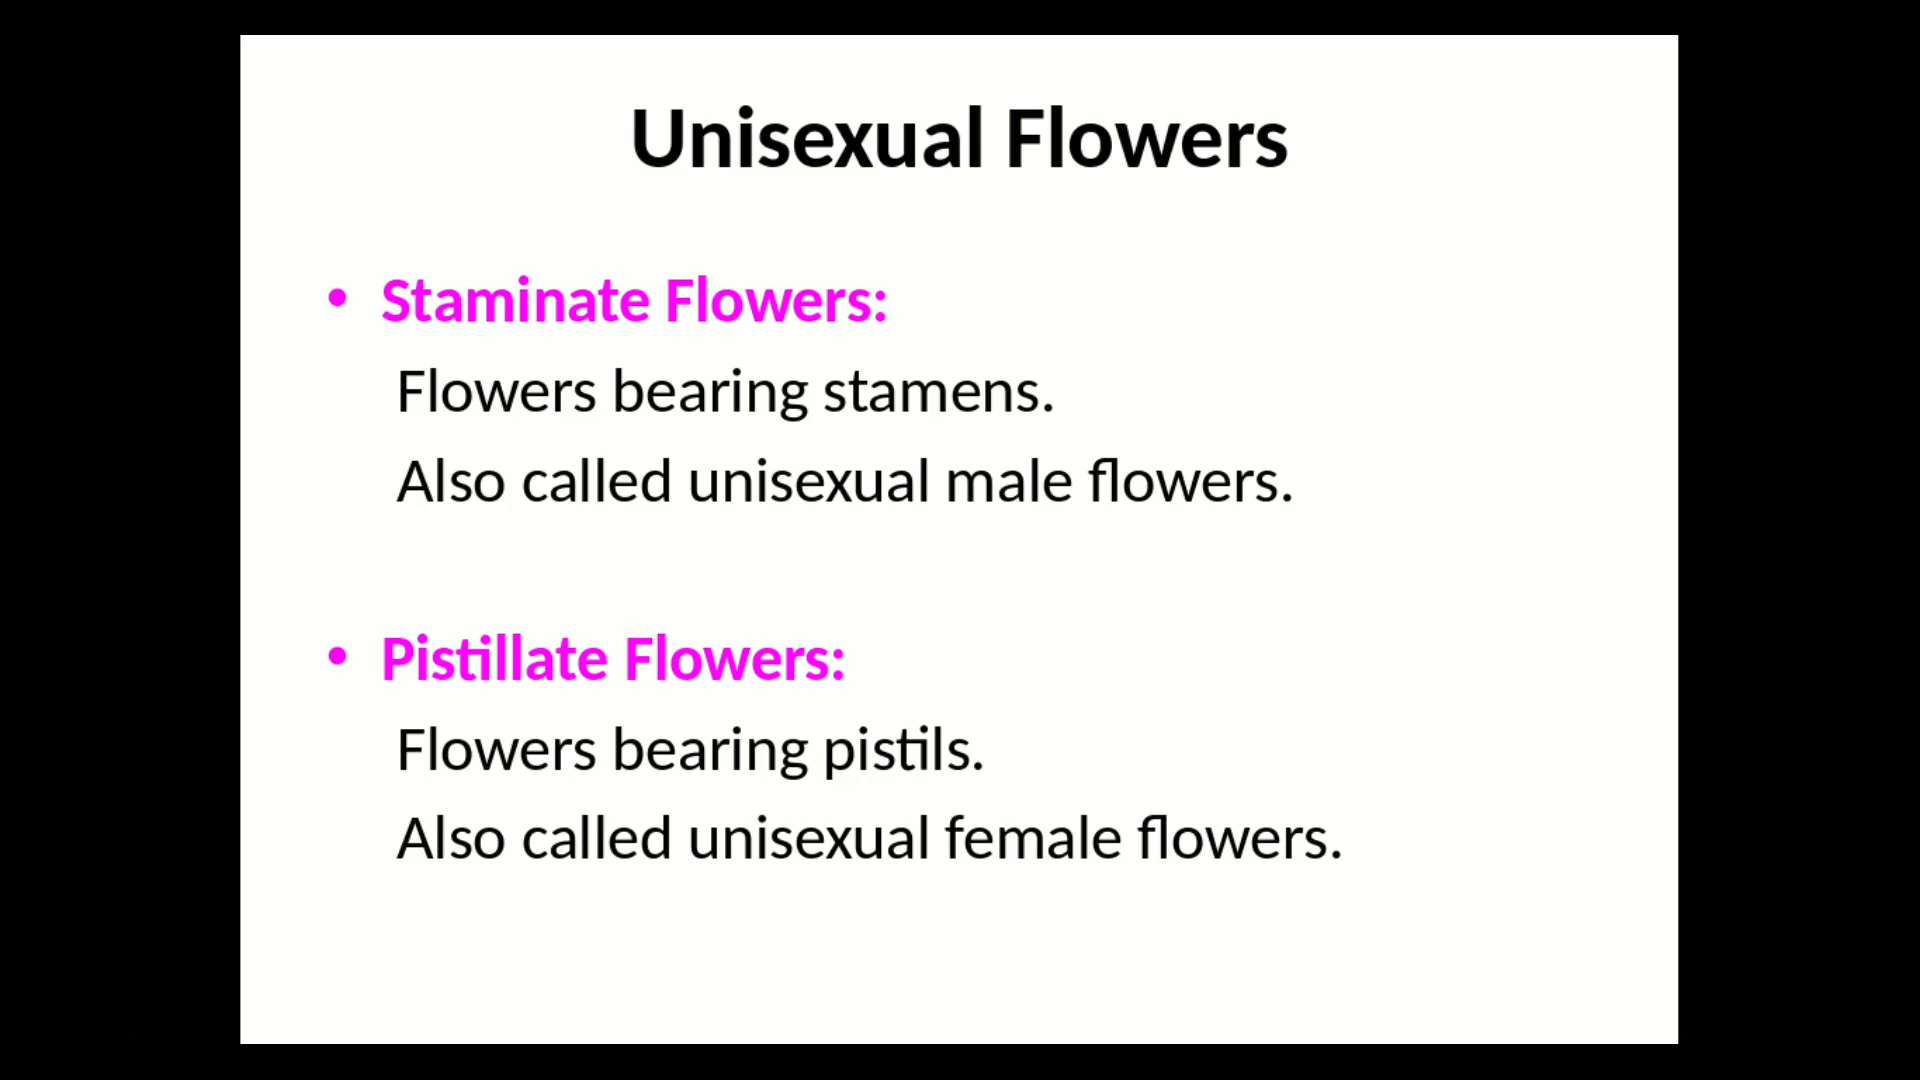 Unisexual Flowers
• Staminate Flowers:
Flowers bearing stamens.
Also called unisexual male flowers.
• Pistillate Flowers:
Flowers bearing pistils.
Also called unisexual female flowers.